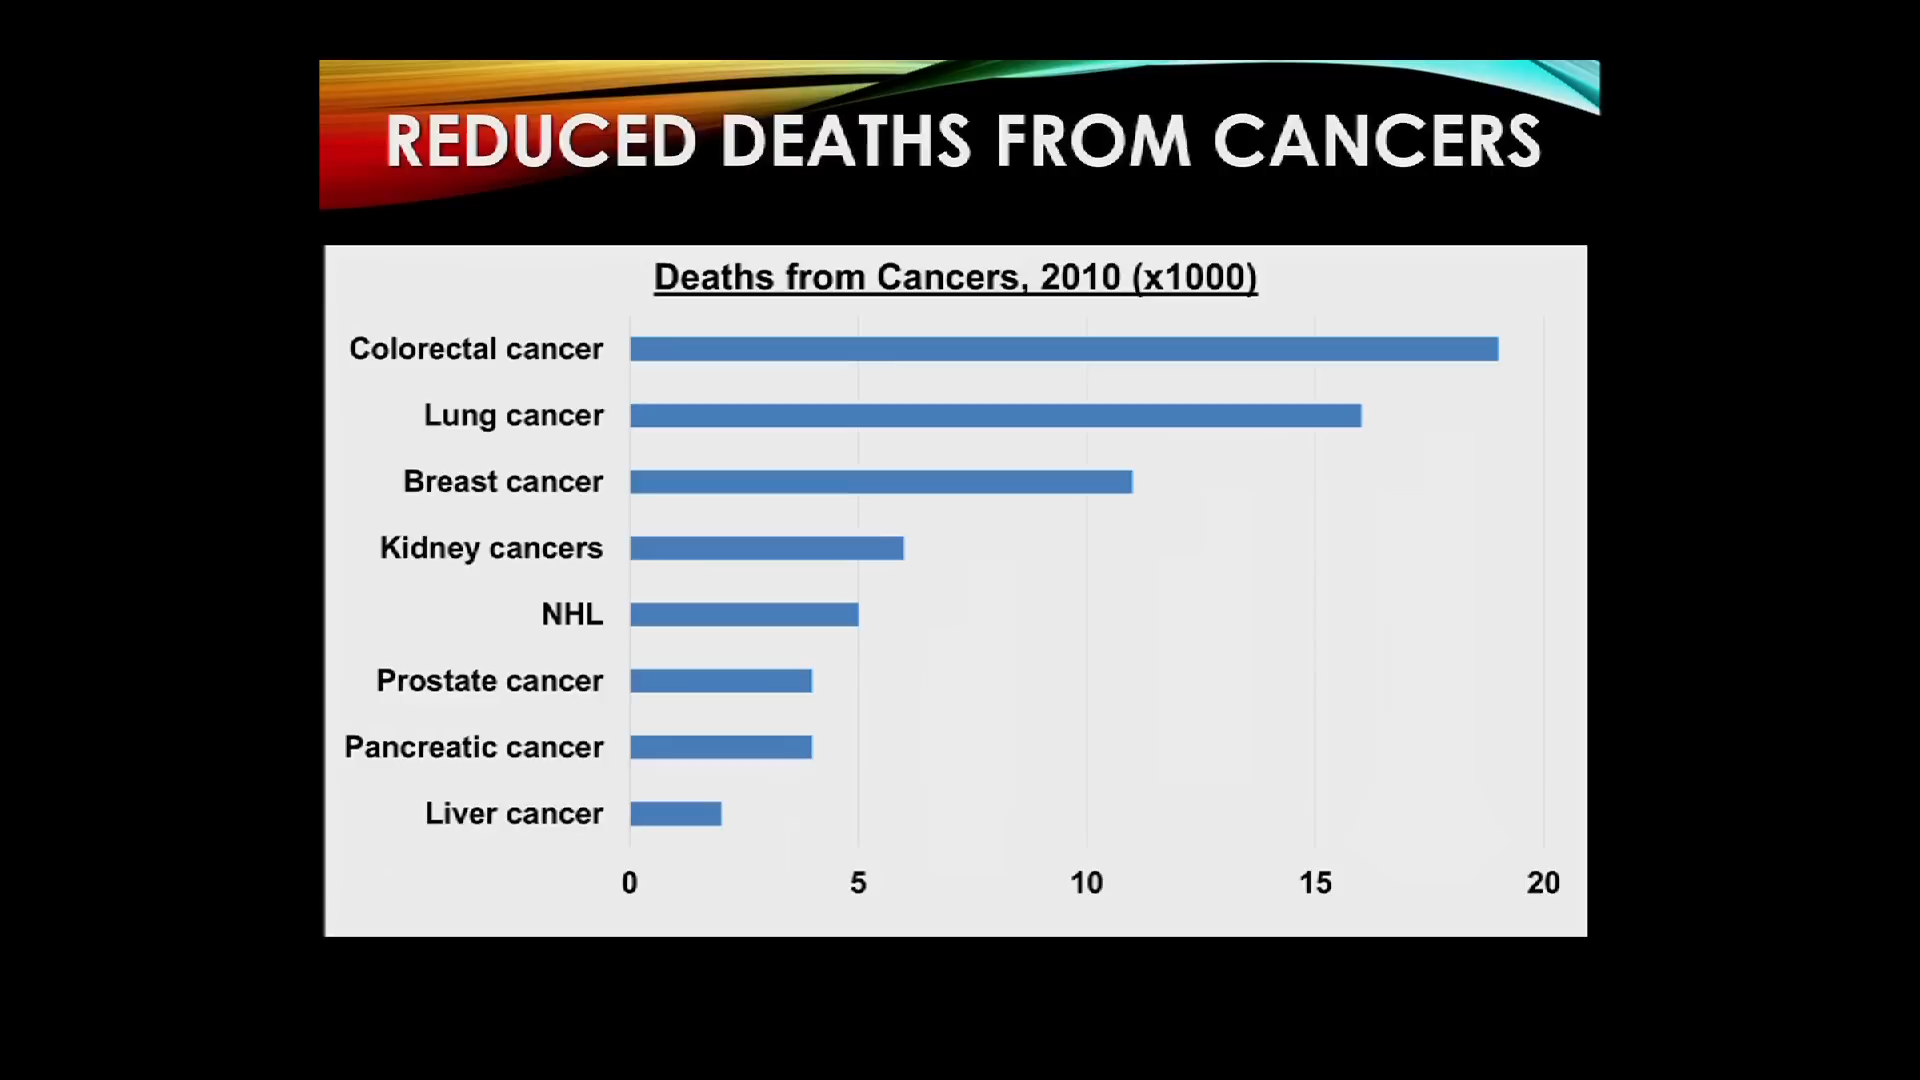 REDUCED DEATHS FROM CANCERS
Deaths from Cancers, 2010 (x1000)
Colorectal cancer
Lung cancer
Breast cancer
Kidney cancers
NHL
Prostate cancer
Pancreatic cancer
Liver cancer
0 5 10 15 20